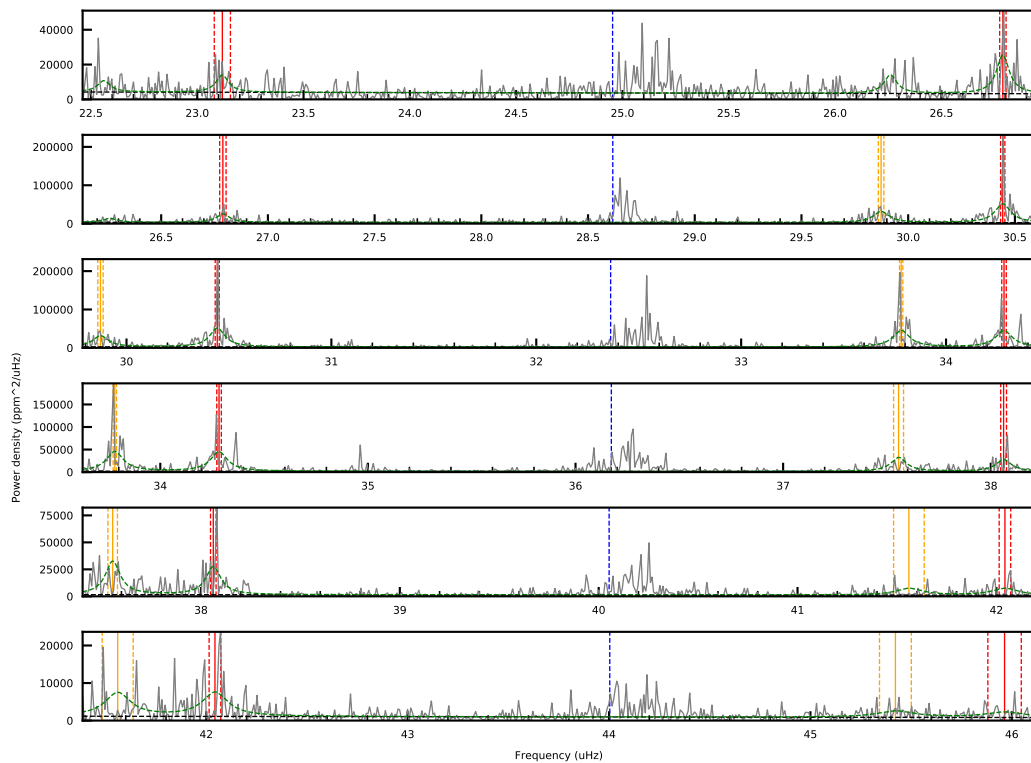 40000
20000
0
22.5 23.0 23.5 24.0 24.5 25.0 25.5 26.0 26.5
200000
100000
0
26.5 27.0 27.5 28.0 28.5 29.0 29.5 30.0 30.5
200000
100000
0
30 31 32 33 34
Power density (ppm^2/uHz)
150000
100000
50000
0
34 35 36 37 38
75000
50000
25000
0
38 39 40 41 42
20000
10000
0
42 43 44 45 46
Frequency (uHz)